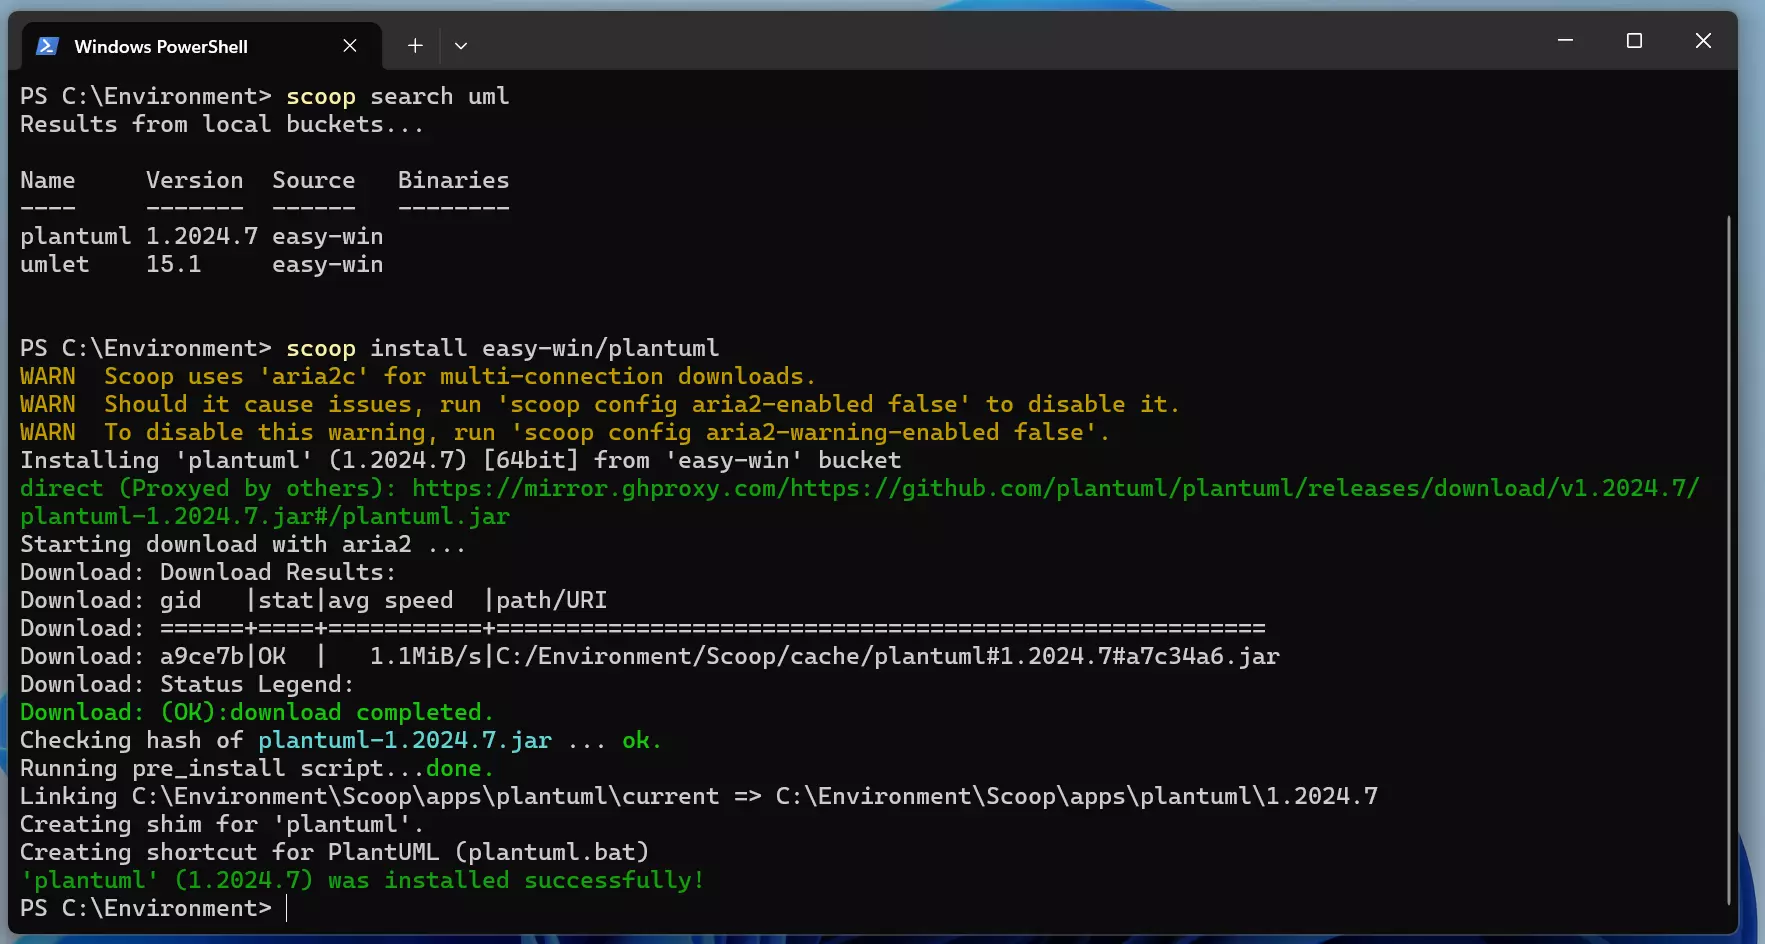 Windows PowerShell
PS C:\Environment> scoop search uml
Results from local buckets...
Name     Version  Source   Binaries
----     -------  ------   --------
plantuml 1.2024.7 easy-win
umlet    15.1     easy-win
PS C:\Environment> scoop install easy-win/plantuml
WARN  Scoop uses 'aria2c' for multi-connection downloads.
WARN  Should it cause issues, run 'scoop config aria2-enabled false' to disable it.
WARN  To disable this warning, run 'scoop config aria2-warning-enabled false'.
Installing 'plantuml' (1.2024.7) [64bit] from 'easy-win' bucket
direct (Proxyed by others): https://mirror.ghproxy.com/https://github.com/plantuml/plantuml/releases/download/v1.2024.7/
plantuml-1.2024.7.jar#/plantuml.jar
Starting download with aria2 ...
Download: Download Results:
Download: gid   |stat|avg speed  |path/URI
Download: ======+====+===========+=======================================================
Download: a9ce7b|OK  |   1.1MiB/s|C:/Environment/Scoop/cache/plantuml#1.2024.7#a7c34a6.jar
Download: Status Legend:
Download: (OK):download completed.
Checking hash of plantuml-1.2024.7.jar ... ok.
Running pre_install script...done.
Linking C:\Environment\Scoop\apps\plantuml\current => C:\Environment\Scoop\apps\plantuml\1.2024.7
Creating shim for 'plantuml'.
Creating shortcut for PlantUML (plantuml.bat)
'plantuml' (1.2024.7) was installed successfully!
PS C:\Environment>